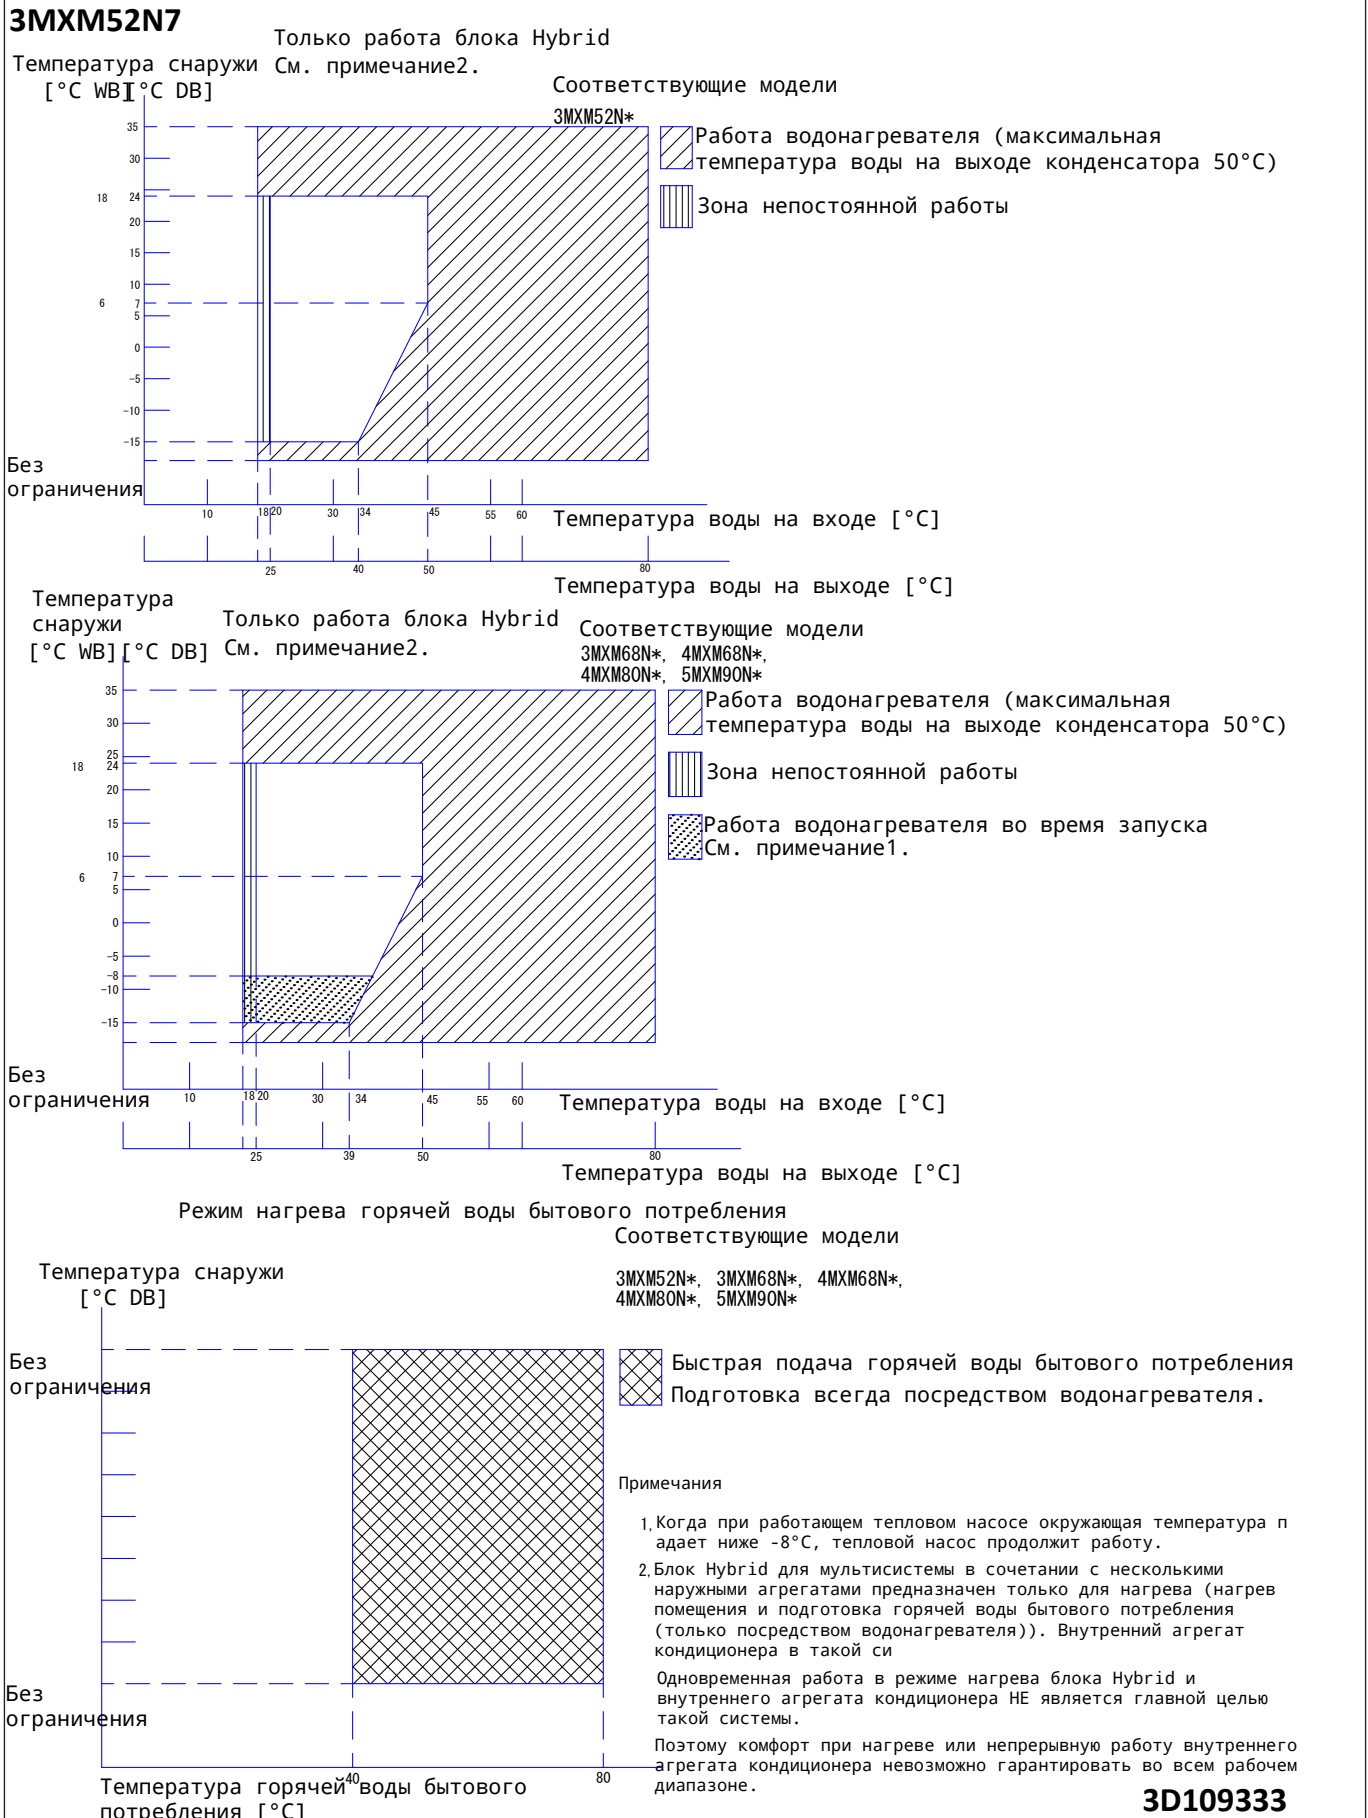 3MXM52N7
Только работа блока Hybrid
Температура снаружи
См. примечание2.
[°C WB][°C DB]
Соответствующие модели
3MXM52N*
Работа водонагревателя (максимальная
температура воды на выходе конденсатора 50°C)
Зона непостоянной работы
35
30
18 24
20
15
10
6 7
5
0
-5
-10
-15
Без
ограничения
10 18 20 30 34 45 55 60
Температура воды на входе [°C]
25 40 50 80
Температура воды на выходе [°C]
Температура
снаружи
[°C WB][°C DB]
Только работа блока Hybrid
См. примечание2.
Соответствующие модели
3MXM68N*, 4MXM68N*,
4MXM80N*, 5MXM90N*
Работа водонагревателя (максимальная
температура воды на выходе конденсатора 50°C)
Зона непостоянной работы
Работа водонагревателя во время запуска
См. примечание1.
35
30
25
18 24
20
15
10
6 7
5
0
-5
-8
-10
-15
Без
ограничения
10 18 20 30 34 45 55 60
Температура воды на входе [°C]
25 39 50 80
Температура воды на выходе [°C]
Режим нагрева горячей воды бытового потребления
Соответствующие модели
3MXM52N*, 3MXM68N*, 4MXM68N*,
4MXM80N*, 5MXM90N*
Температура снаружи
[°C DB]
Без
ограничения
Быстрая подача горячей воды бытового потребления
Подготовка всегда посредством водонагревателя.
Без
ограничения
40 80
Температура горячей воды бытового
потребления [°C]
Примечания
1. Когда при работающем тепловом насосе окружающая температура п
адает ниже -8°C, тепловой насос продолжит работу.
2. Блок Hybrid для мультисистемы в сочетании с несколькими
наружными агрегатами предназначен только для нагрева (нагрев
помещения и подготовка горячей воды бытового потребления
(только посредством водонагревателя)). Внутренний агрегат
кондиционера в такой си
Одновременная работа в режиме нагрева блока Hybrid и
внутреннего агрегата кондиционера НЕ является главной целью
такой системы.
Поэтому комфорт при нагреве или непрерывную работу внутреннего
агрегата кондиционера невозможно гарантировать во всем рабочем
диапазоне.
3D109333